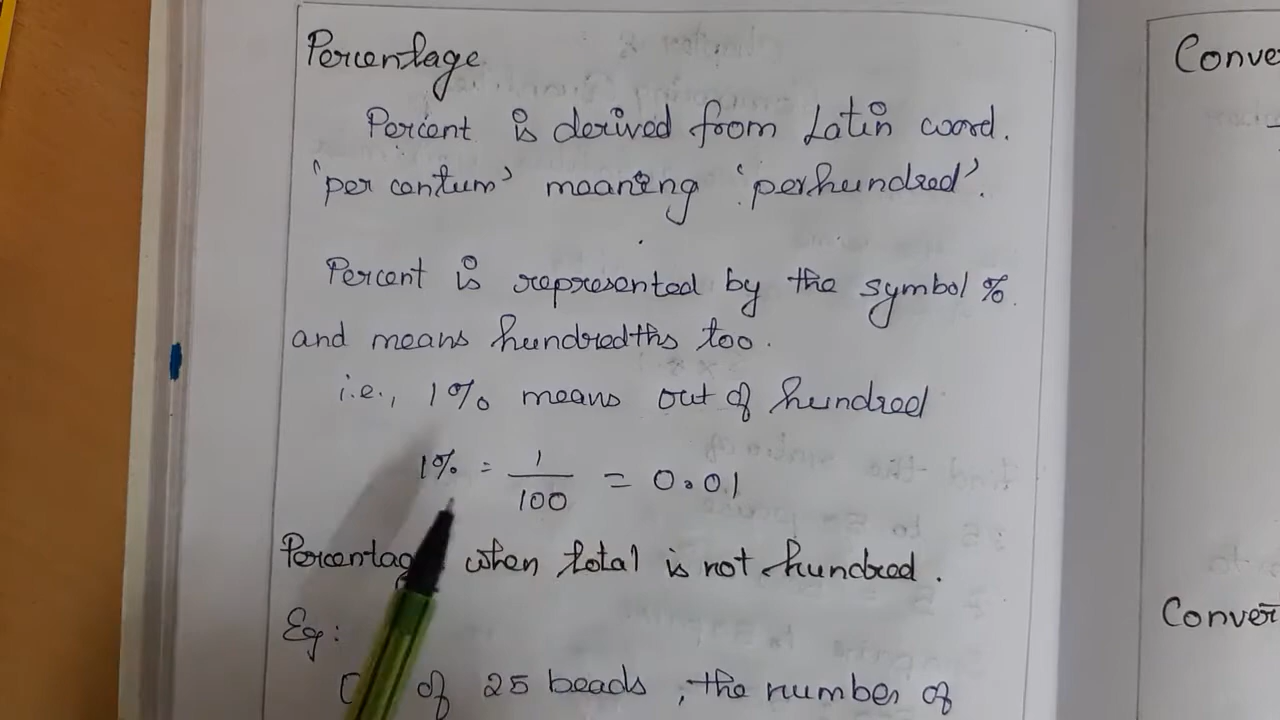 Percentage
Percent is derived from Latin word.
'per centum' meaning 'perhundred'.
Percent is represented by the symbol %.
and means hundredths too.
i.e., 1% means out of hundred
1% = 1/100 = 0.01
Percentage when total is not hundred.
Eg:
of 25 beads, the number of
Conve
Conver